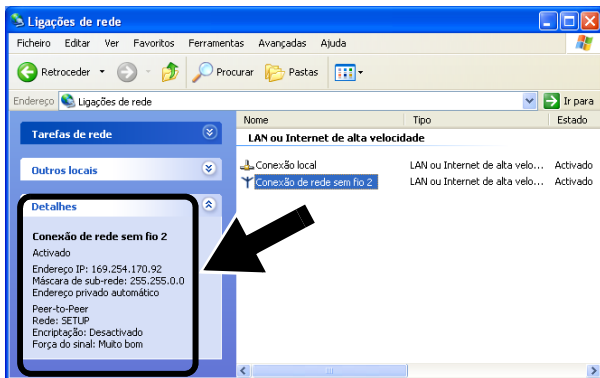 Ligações de rede
Ficheiro Editar Ver Favoritos Ferramentas Avançadas Ajuda
Retroceder Procurar Pastas
Endereço Ligações de rede Ir para
Tarefas de rede
Outros locais
Detalhes
Conexão de rede sem fio 2
Activado
Endereço IP: 169.254.170.92
Máscara de sub-rede: 255.255.0.0
Endereço privado automático
Peer-to-Peer
Rede: SETUP
Encriptação: Desactivado
Força do sinal: Muito bom
Nome Tipo Estado
LAN ou Internet de alta velocidade
Conexão local LAN ou Internet de alta velo... Activado
Conexão de rede sem fio 2 LAN ou Internet de alta velo... Activado